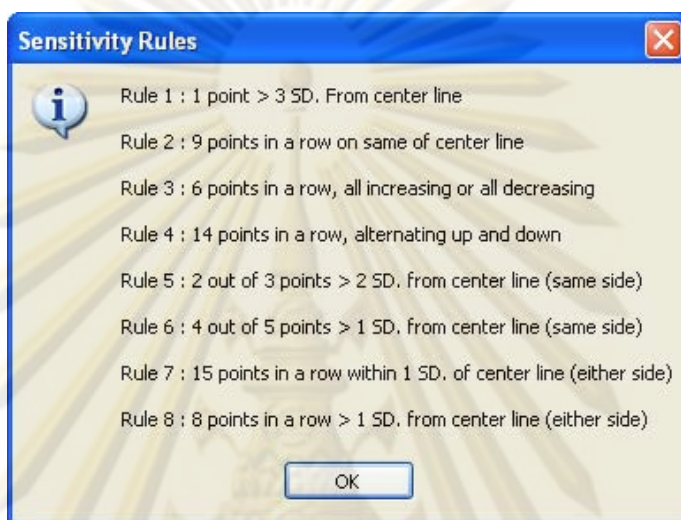 Sensitivity Rules
Rule 1 : 1 point > 3 SD. From center line
Rule 2 : 9 points in a row on same of center line
Rule 3 : 6 points in a row, all increasing or all decreasing
Rule 4 : 14 points in a row, alternating up and down
Rule 5 : 2 out of 3 points > 2 SD. from center line (same side)
Rule 6 : 4 out of 5 points > 1 SD. from center line (same side)
Rule 7 : 15 points in a row within 1 SD. of center line (either side)
Rule 8 : 8 points in a row > 1 SD. from center line (either side)
OK